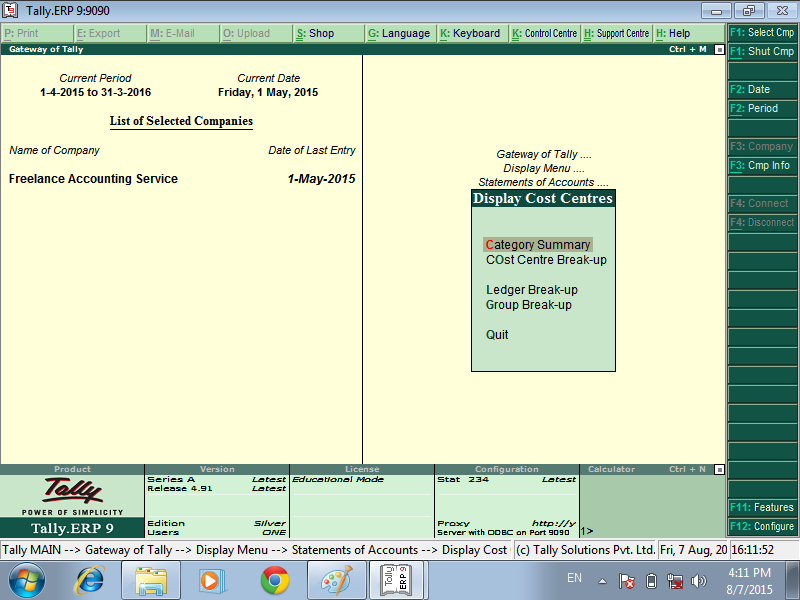 Tally.ERP 9:9090
P: Print E: Export M: E-Mail O: Upload S: Shop G: Language K: Keyboard K: Control Centre H: Support Centre H: Help
F1: Select Cmp
F1: Shut Cmp
F2: Date
F2: Period
F3: Company
F3: Cmp Info
F4: Connect
F4: Disconnect
F11: Features
F12: Configure
Gateway of Tally Ctrl + M
Current Period Current Date
1-4-2015 to 31-3-2016 Friday, 1 May, 2015
List of Selected Companies
Name of Company Date of Last Entry
Freelance Accounting Service 1-May-2015
Gateway of Tally ....
Display Menu ....
Statements of Accounts ....
Display Cost Centres
Category Summary
COst Centre Break-up
Ledger Break-up
Group Break-up
Quit
Product Version License Configuration Calculator Ctrl + N
Tally
POWER OF SIMPLICITY
Tally.ERP 9
Series A Latest
Release 4.91 Latest
Edition Silver
Users ONE
Educational Mode
Stat 234 Latest
Proxy http://y
Server with ODBC on Port 9090
1>
Tally MAIN --> Gateway of Tally --> Display Menu --> Statements of Accounts --> Display Cost (c) Tally Solutions Pvt. Ltd. Fri, 7 Aug, 20 16:11:52
Tally
ERP 9
EN
4:11 PM
8/7/2015